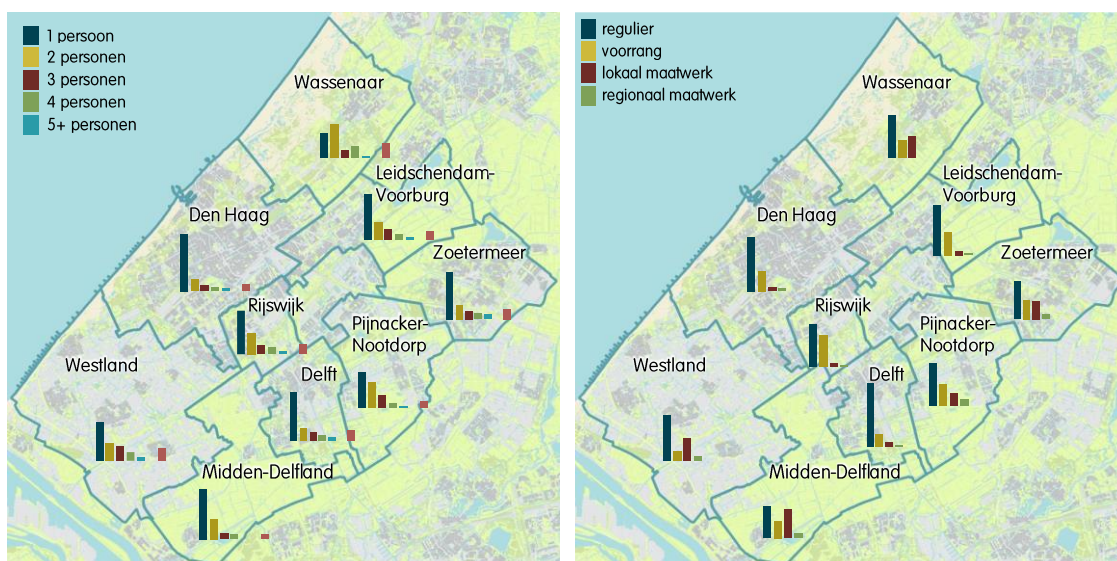 1 persoon
2 personen
3 personen
4 personen
5+ personen
Wassenaar
Leidschendam-
Voorburg
Den Haag
Zoetermeer
Rijswijk
Pijnacker-
Nootdorp
Westland
Delft
Midden-Delfland
regulier
voorrang
lokaal maatwerk
regionaal maatwerk
Wassenaar
Leidschendam-
Voorburg
Den Haag
Zoetermeer
Rijswijk
Pijnacker-
Nootdorp
Westland
Delft
Midden-Delfland